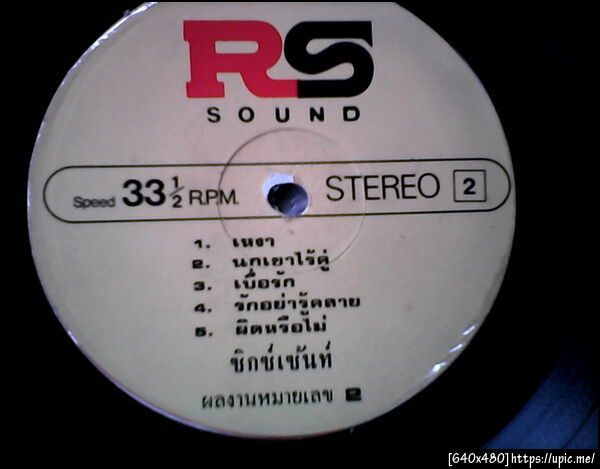 RS
SOUND
Speed 33 1/2 R.P.M. STEREO 2
1. เหงา
2. นกเขาไร้คู่
3. เบื่อรัก
4. รักอย่ารู้คลาย
5. ผิดหรือไม่
ซิกซ์เซ้นท์
ผลงานหมายเลข 2
[640x480]https://upic.me/